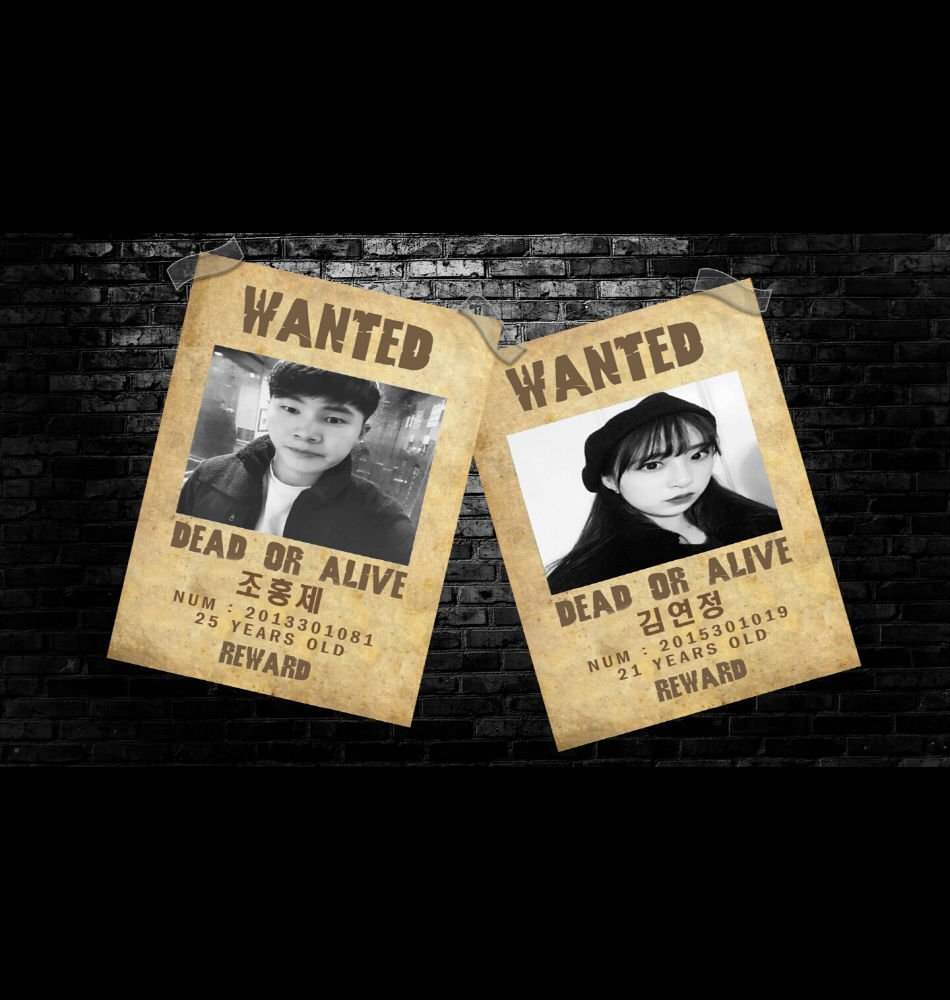 WANTED
DEAD OR ALIVE
조홍제
NUM : 2013301081
25 YEARS OLD
REWARD
WANTED
DEAD OR ALIVE
김연정
NUM : 2015301019
21 YEARS OLD
REWARD